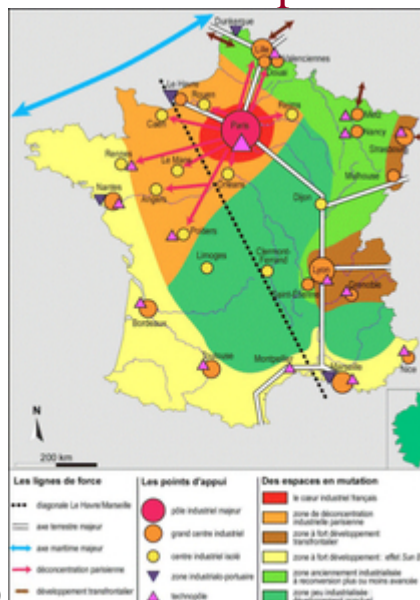 Dunkerque
Lille
Valenciennes
Douai
Le Havre
Rouen
Caen
Reims
Paris
Metz
Nancy
Strasbourg
Mulhouse
Rennes
Le Mans
Orléans
Nantes
Angers
Dijon
Poitiers
Limoges
Clermont-
Ferrand
Lyon
Saint-Etienne
Grenoble
Bordeaux
Toulouse
Montpellier
Marseille
Nice
N
200 km
Les lignes de force
diagonale Le Havre/Marseille
axe terrestre majeur
axe maritime majeur
déconcentration parisienne
développement transfrontalier
Les points d'appui
pôle industriel majeur
grand centre industriel
centre industriel isolé
zone industrialo-portuaire
technopôle
Des espaces en mutation
le cœur industriel français
zone de déconcentration
industrielle parisienne
zone à fort développement
transfrontalier
zone à fort développement : effet Sun B
zone anciennement industrialisée
à reconversion plus ou moins avancée
zone peu industrialisée :